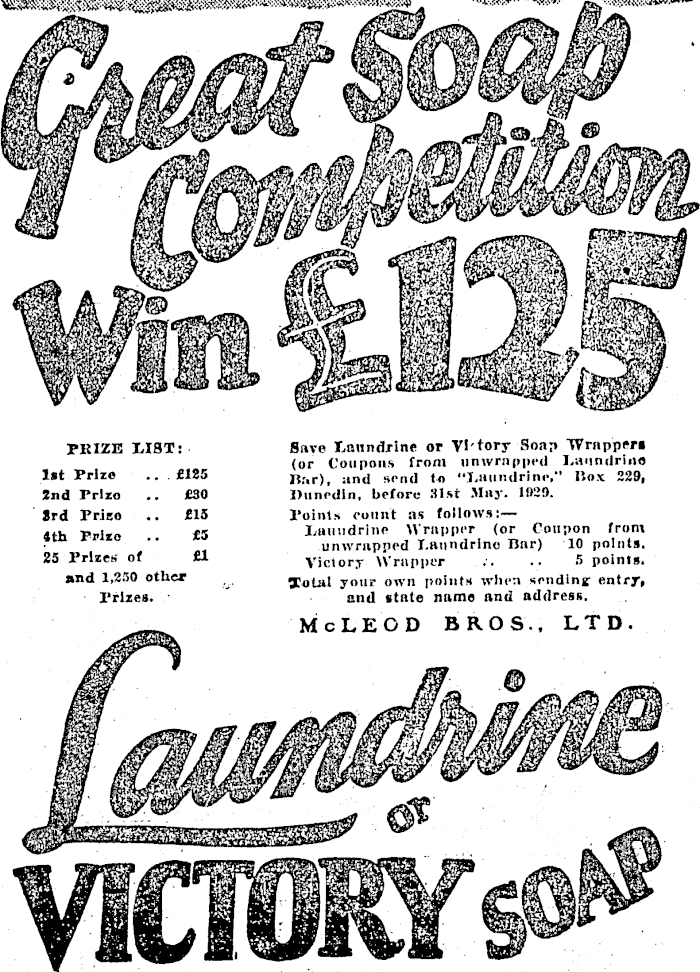 Great Soap
Competition
Win £125
PRIZE LIST:
1st Prize .. £125
2nd Prize .. £30
3rd Prize .. £15
4th Prize .. £5
25 Prizes of £1
and 1,250 other
Prizes.
Save Laundrine or Victory Soap Wrappers
(or Coupons from unwrapped Laundrine
Bar), and send to "Laundrine," Box 229,
Dunedin, before 31st May. 1929.
Points count as follows:—
Laundrine Wrapper (or Coupon from
unwrapped Laundrine Bar) 10 points.
Victory Wrapper .. .. 5 points.
Total your own points when sending entry,
and state name and address.
McLEOD BROS., LTD.
Laundrine
or
VICTORY SOAP